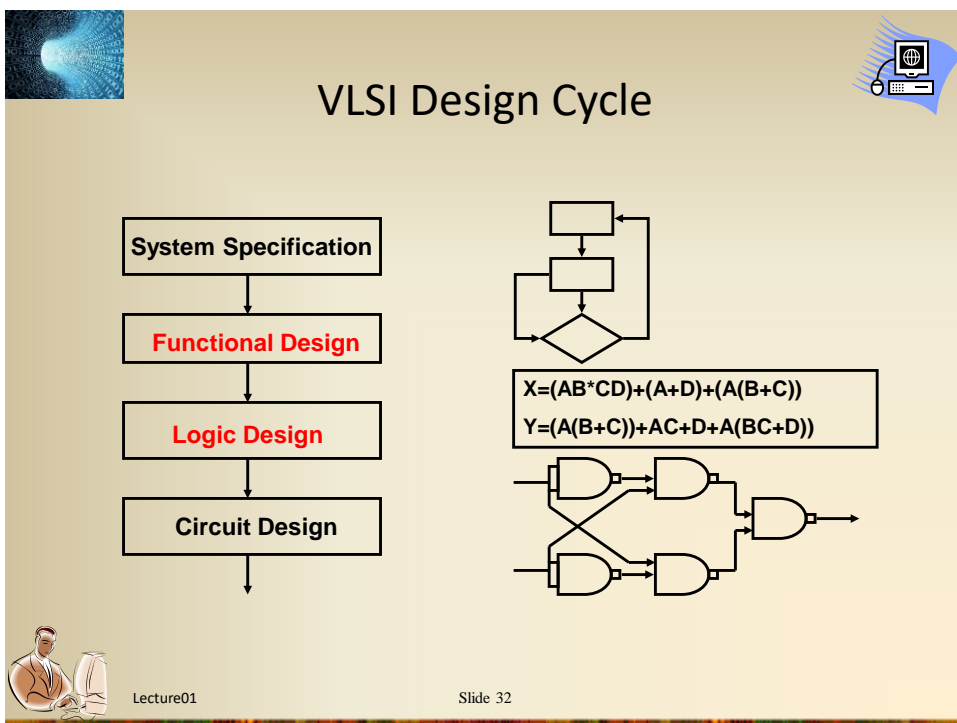 VLSI Design Cycle
System Specification
Functional Design
Logic Design
Circuit Design
X=(AB*CD)+(A+D)+(A(B+C))
Y=(A(B+C))+AC+D+A(BC+D))
Lecture01
Slide 32